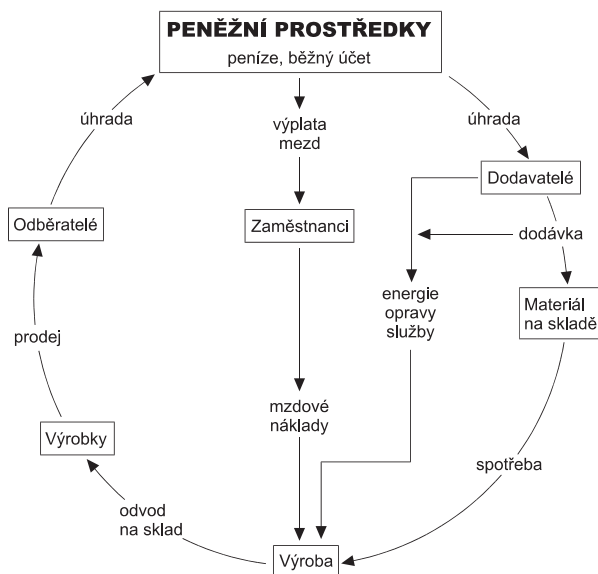 PENĚŽNÍ PROSTŘEDKY
peníze, běžný účet
úhrada
výplata
mezd
úhrada
Dodavatelé
Odběratelé
Zaměstnanci
dodávka
energie
opravy
služby
Materiál
na skladě
prodej
mzdové
náklady
Výrobky
spotřeba
odvod
na sklad
Výroba